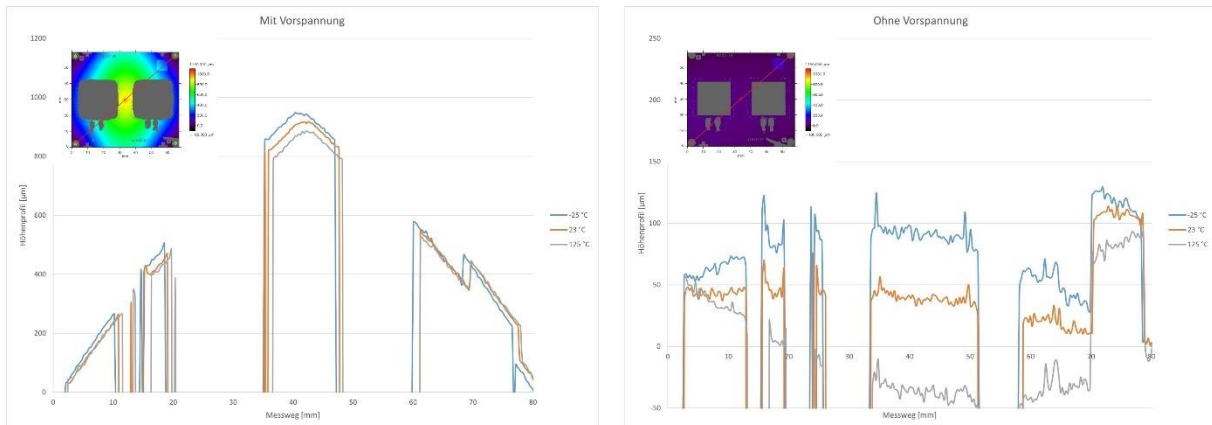 Mit Vorspannung
1200
1000
800
600
400
200
0
Höhenprofil [µm]
0 10 20 30 40 50 60 70 80
Messweg [mm]
-25 °C
23 °C
125 °C
Ohne Vorspannung
250
200
150
100
50
0
-50
Höhenprofil [µm]
0 10 20 30 40 50 60 70 80
Messweg [mm]
-25 °C
23 °C
125 °C